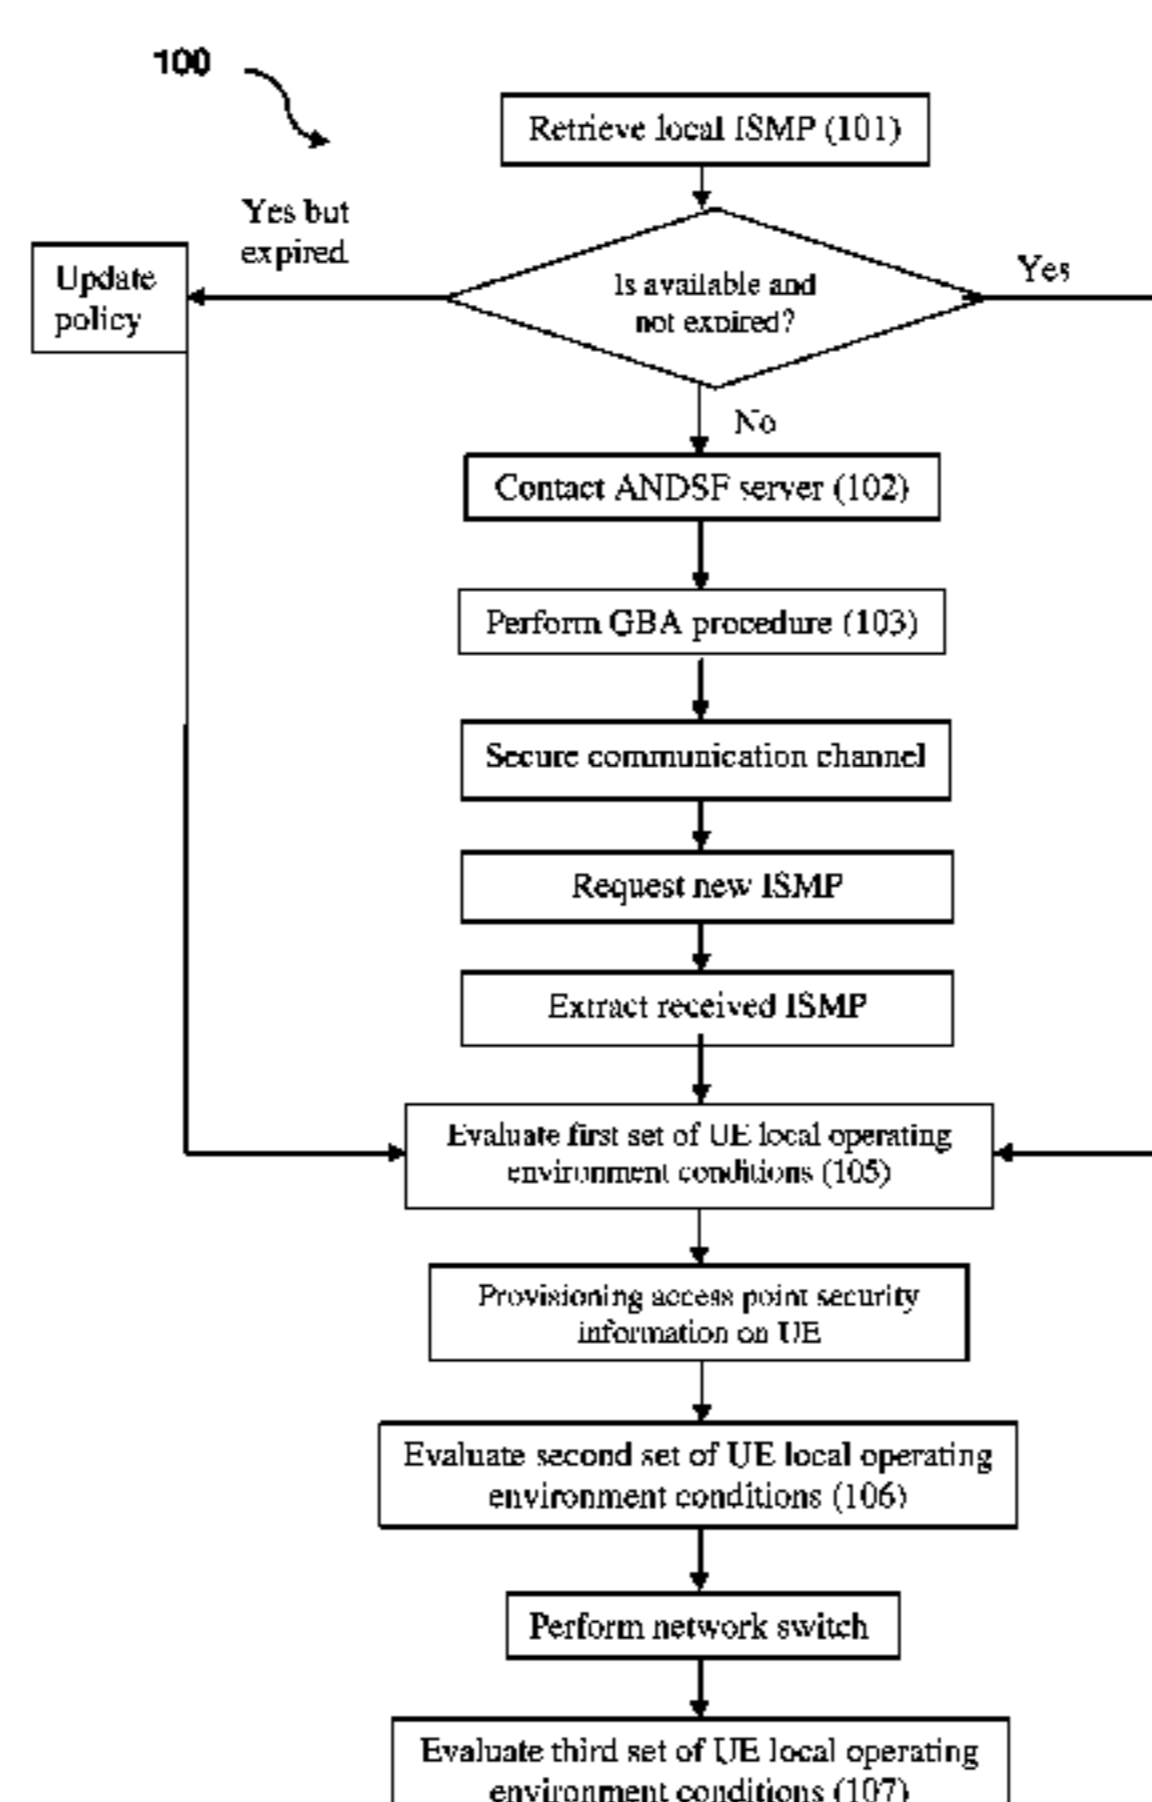 100
Retrieve local ISMP (101)
Yes but
expired
Update
policy
Is available and
not expired?
Yes
No
Contact ANDSF server (102)
Perform GBA procedure (103)
Secure communication channel
Request new ISMP
Extract received ISMP
Evaluate first set of UE local operating
environment conditions (105)
Provisioning access point security
information on UE
Evaluate second set of UE local operating
environment conditions (106)
Perform network switch
Evaluate third set of UE local operating
environment conditions (107)